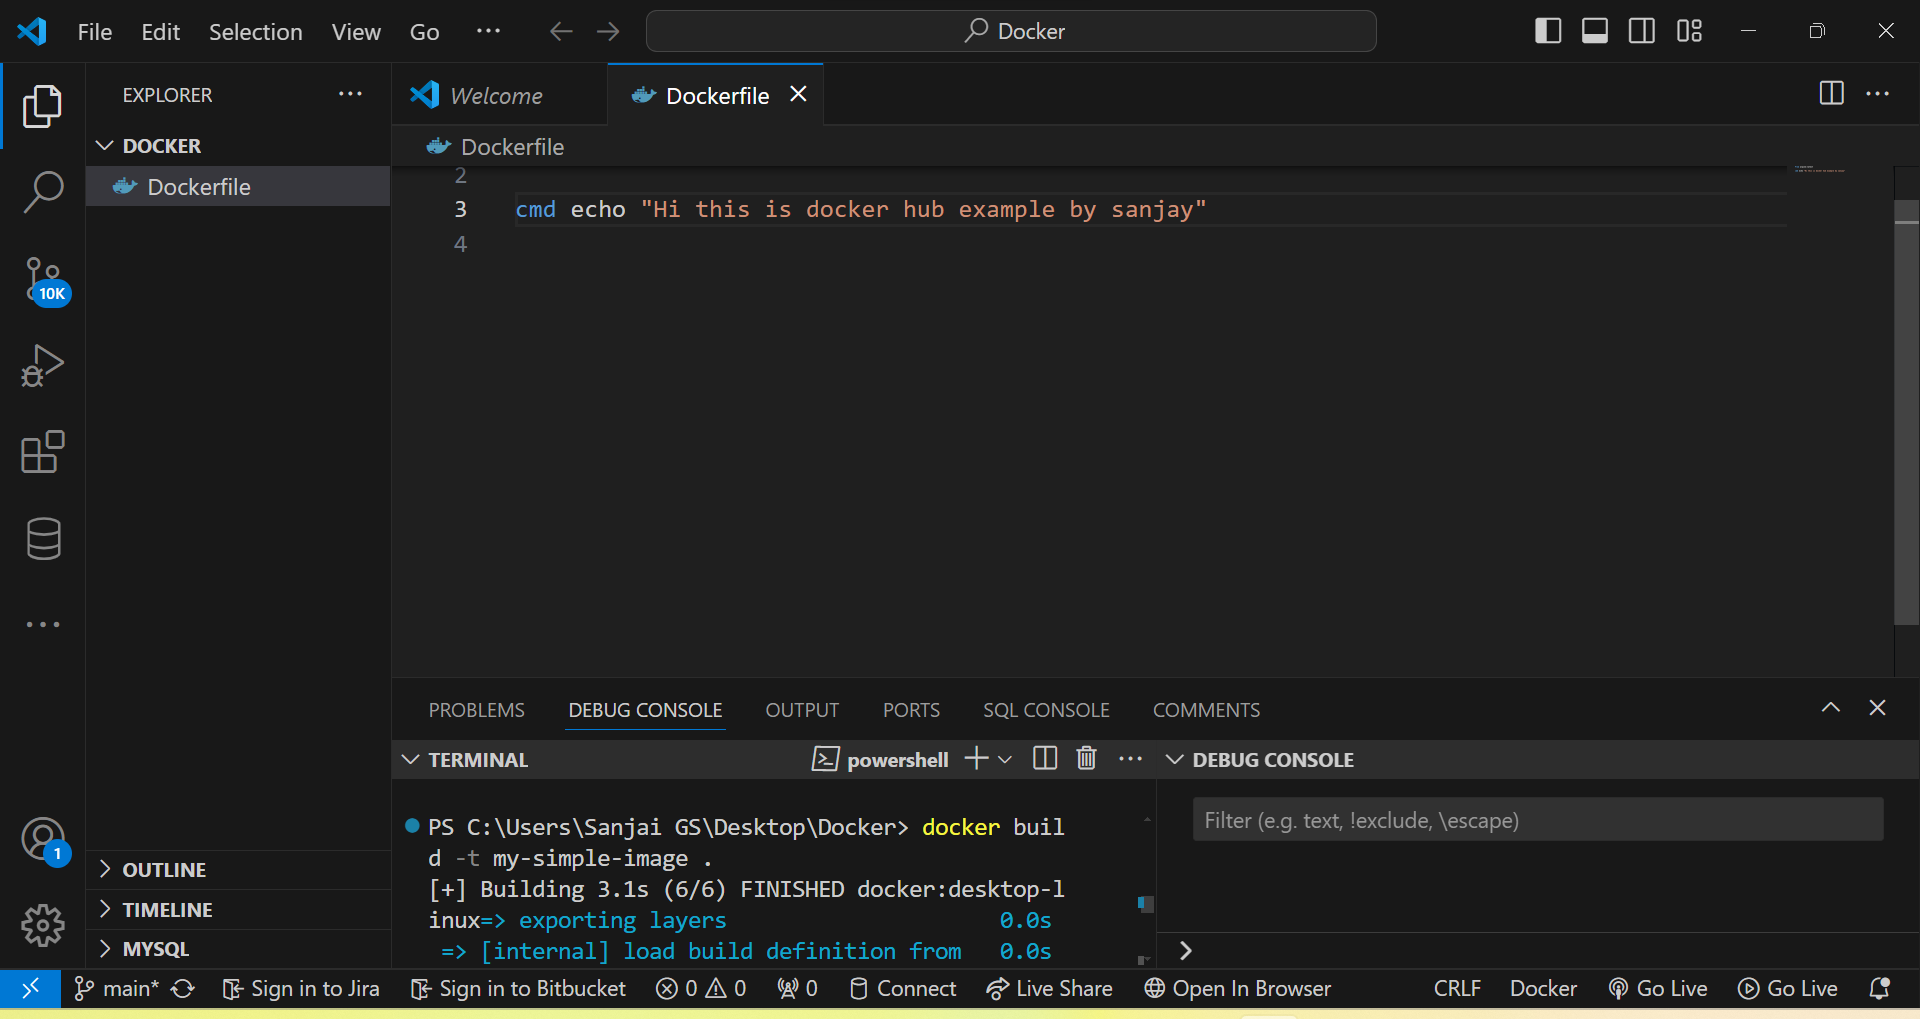 File Edit Selection View Go ··· Docker
EXPLORER ···
DOCKER
Dockerfile
10K
1
OUTLINE
TIMELINE
MYSQL
Welcome Dockerfile
Dockerfile
2
3 cmd echo "Hi this is docker hub example by sanjay"
4
PROBLEMS DEBUG CONSOLE OUTPUT PORTS SQL CONSOLE COMMENTS
TERMINAL powershell
PS C:\Users\Sanjai GS\Desktop\Docker> docker buil
d -t my-simple-image .
[+] Building 3.1s (6/6) FINISHED docker:desktop-l
inux=> exporting layers 0.0s
=> [internal] load build definition from 0.0s
DEBUG CONSOLE
Filter (e.g. text, !exclude, \escape)
main* Sign in to Jira Sign in to Bitbucket 0 0 0 Connect Live Share Open In Browser CRLF Docker Go Live Go Live